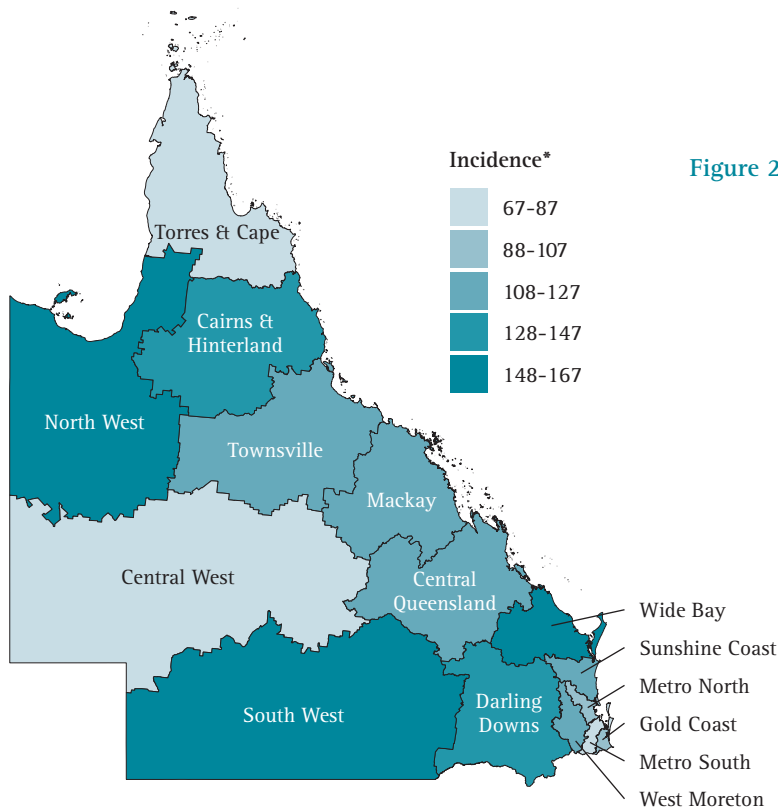 Incidence*
67–87
88–107
108–127
128–147
148–167
Figure 2
Torres & Cape
Cairns &
Hinterland
North West
Townsville
Mackay
Central West
Central
Queensland
South West
Darling
Downs
Wide Bay
Sunshine Coast
Metro North
Gold Coast
Metro South
West Moreton